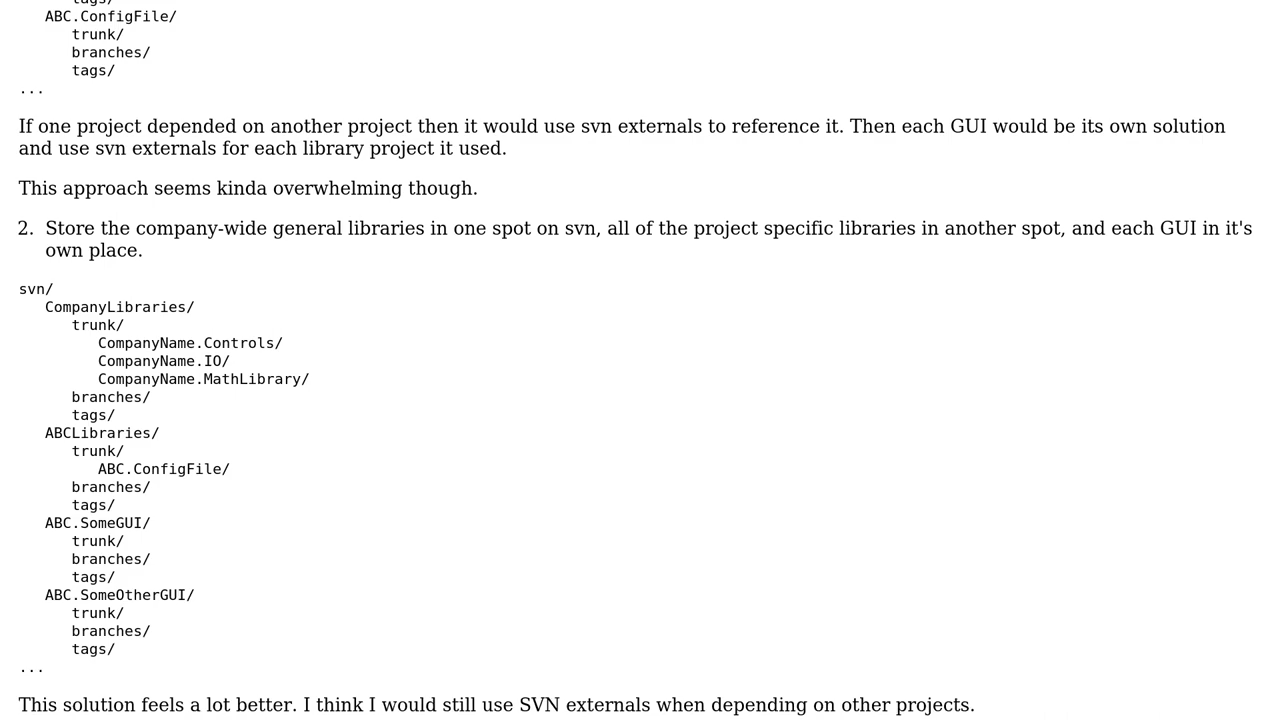 tags/
ABC.ConfigFile/
trunk/
branches/
tags/
...
If one project depended on another project then it would use svn externals to reference it. Then each GUI would be its own solution
and use svn externals for each library project it used.
This approach seems kinda overwhelming though.
2. Store the company-wide general libraries in one spot on svn, all of the project specific libraries in another spot, and each GUI in it's
own place.
svn/
CompanyLibraries/
trunk/
CompanyName.Controls/
CompanyName.IO/
CompanyName.MathLibrary/
branches/
tags/
ABCLibraries/
trunk/
ABC.ConfigFile/
branches/
tags/
ABC.SomeGUI/
trunk/
branches/
tags/
ABC.SomeOtherGUI/
trunk/
branches/
tags/
...
This solution feels a lot better. I think I would still use SVN externals when depending on other projects.